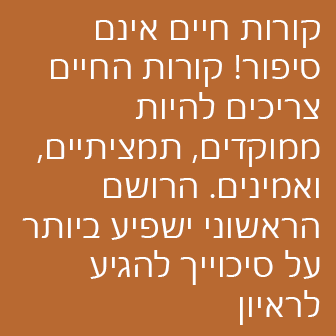 קורות חיים אינם
סיפור! קורות החיים
צריכים להיות
ממוקדים, תמציתיים,
ואמינים. הרושם
הראשוני ישפיע ביותר
על סיכוייך להגיע
לראיון